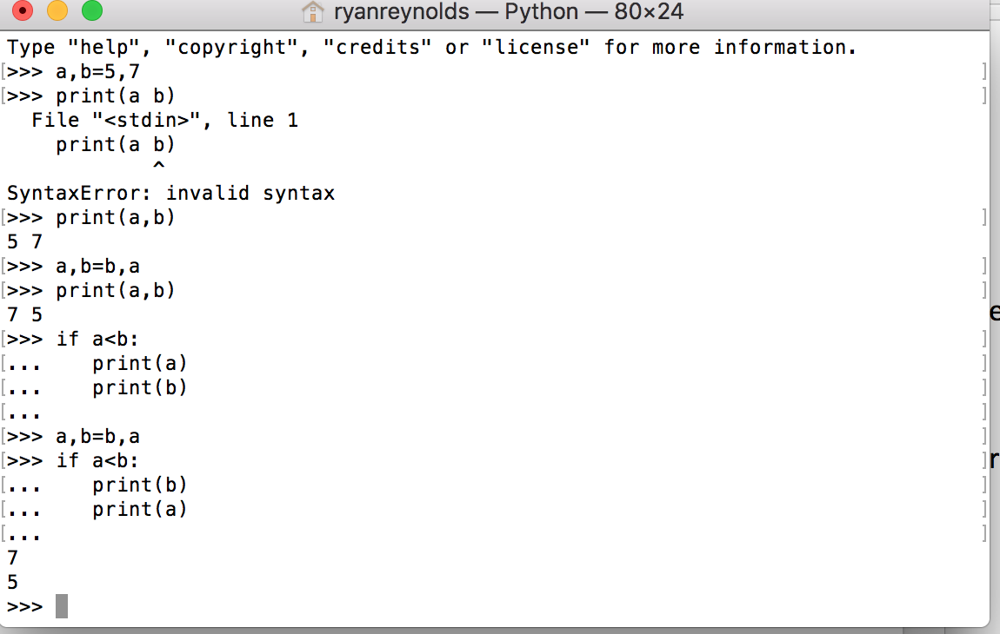 ryanreynolds — Python — 80×24
Type "help", "copyright", "credits" or "license" for more information.
[>>> a,b=5,7 ]
[>>> print(a b) ]
  File "<stdin>", line 1
    print(a b)
            ^
SyntaxError: invalid syntax
[>>> print(a,b) ]
5 7
[>>> a,b=b,a ]
[>>> print(a,b) ]
7 5
[>>> if a<b: ]
[...    print(a) ]
[...    print(b) ]
[... ]
[>>> a,b=b,a ]
[>>> if a<b: ]
[...    print(b) ]
[...    print(a) ]
[... ]
7
5
>>>